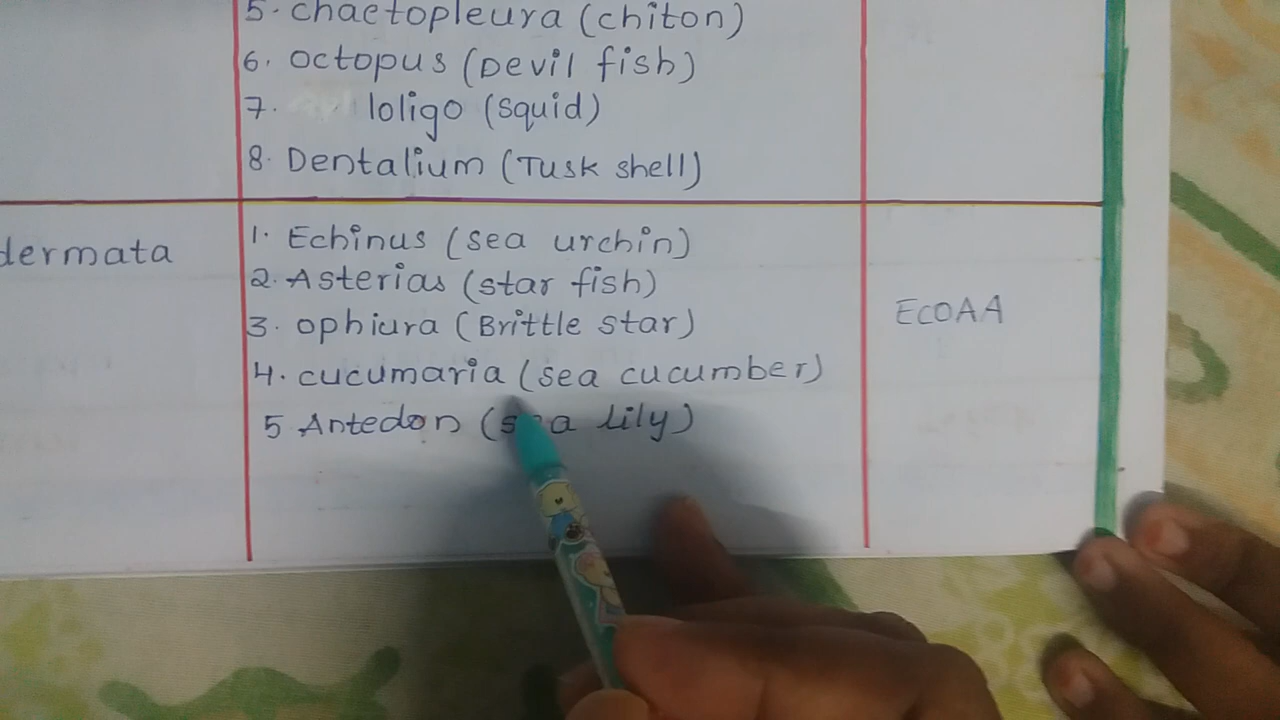 5. chaetopleura (chiton)
6. octopus (Devil fish)
7. loligo (squid)
8. Dentalium (Tusk shell)
dermata
1. Echinus (sea urchin)
2. Asterias (star fish)
3. ophiura (Brittle star)
ECOAA
4. cucumaria (sea cucumber)
5 Antedon (sea lily)